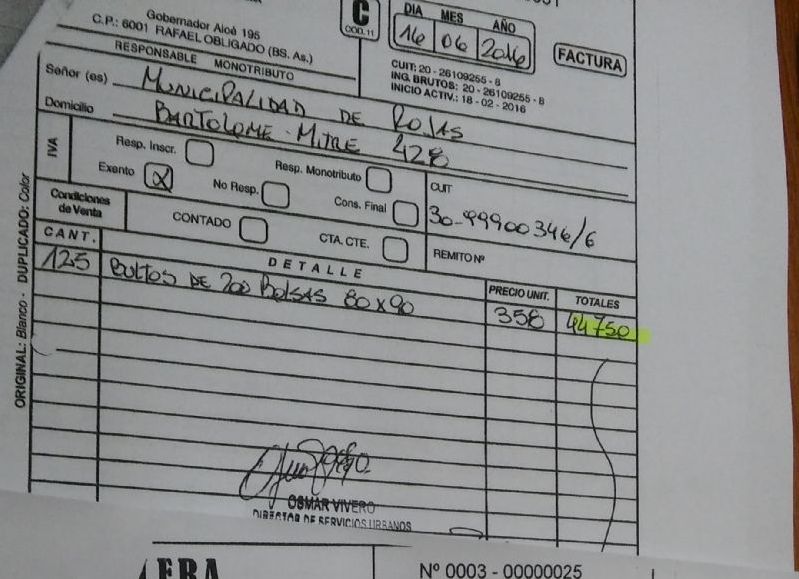 Gobernador Aloé 195
C.P.: 6001 RAFAEL OBLIGADO (BS. As.)
RESPONSABLE MONOTRIBUTO
C
COD. 11
DIA MES AÑO
16 06 2016
FACTURA
CUIT: 20 - 26109255 - 8
ING. BRUTOS: 20 - 26109255 - 8
INICIO ACTIV.: 18 - 02 - 2016
Señor (es) MUNICIPALIDAD DE ROJAS
Domicilio BARTOLOME - MITRE 428
IVA
Resp. Inscr.
Resp. Monotributo
Exento X
No Resp.
Cons. Final
CUIT
30-99900346/6
Condiciones
de Venta
CONTADO
CTA. CTE.
REMITO Nº
CANT. DETALLE PRECIO UNIT. TOTALES
125 BULTOS DE 200 BOLSAS 80x90 358 44750
ORIGINAL: Blanco - DUPLICADO: Color
OSMAR VIVERO
DIRECTOR DE SERVICIOS URBANOS
Nº 0003 - 00000025